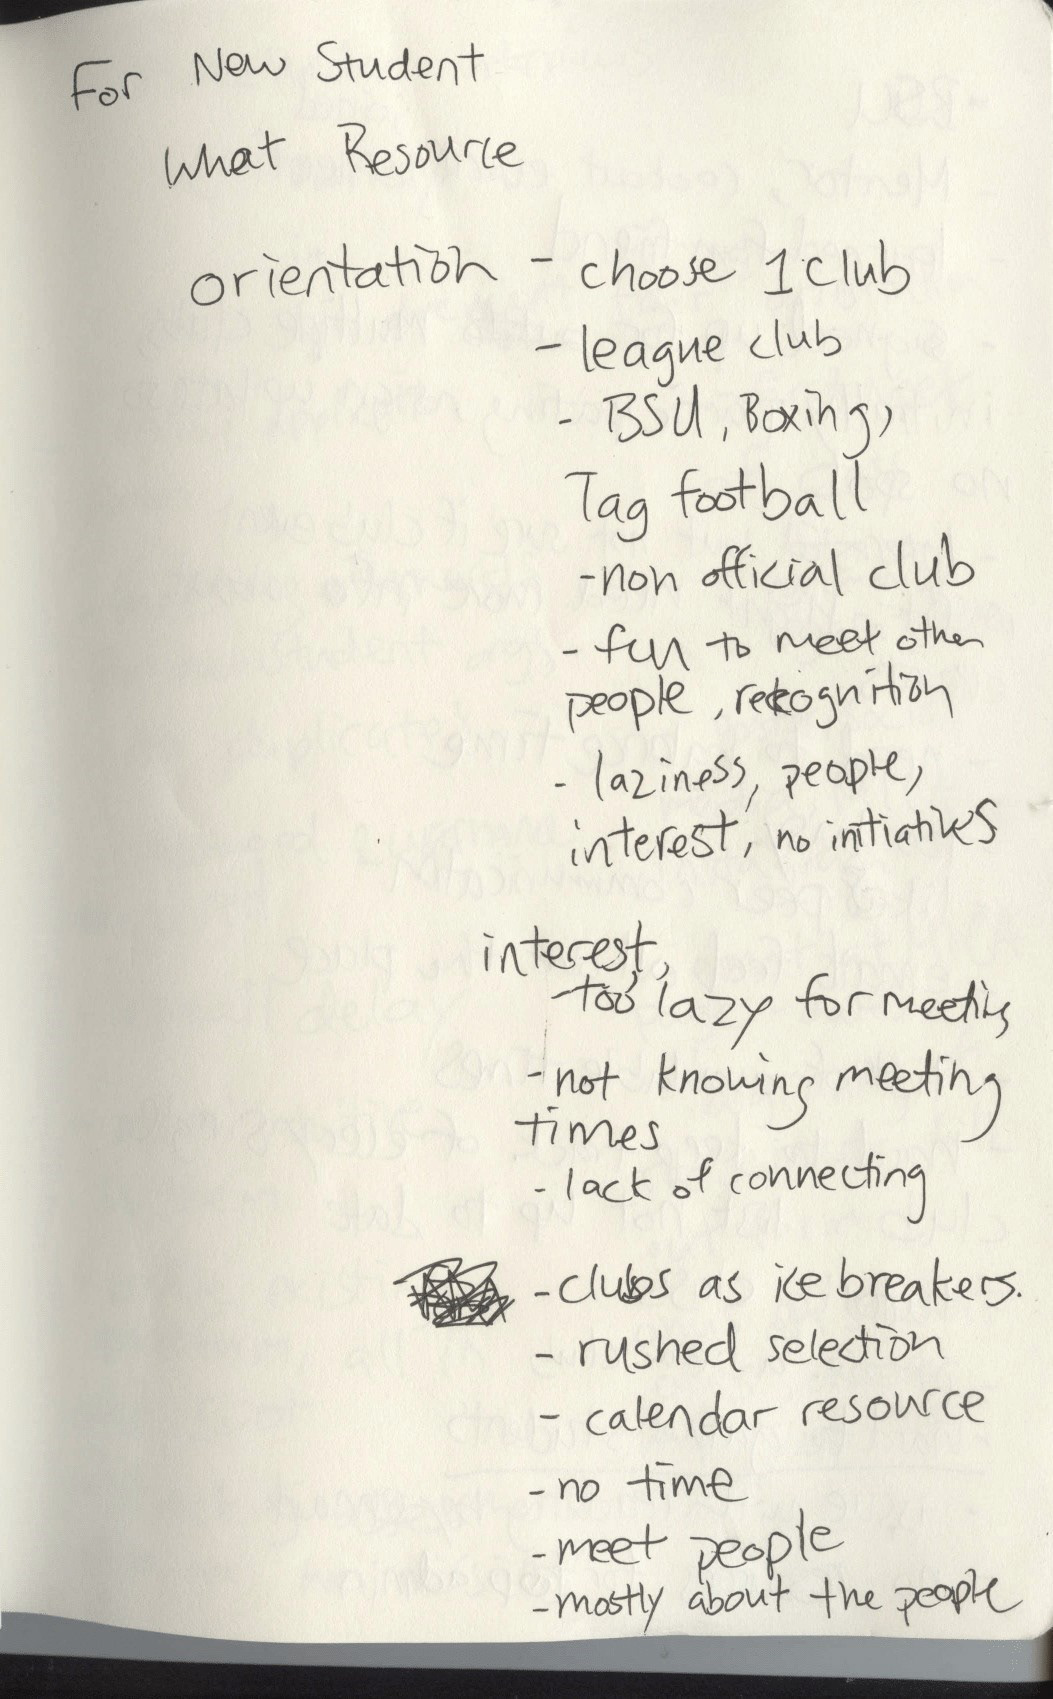 For New Student
What Resource
orientation - choose 1 club
- league club
- BSU, Boxing,
Tag football
- non official club
- fun to meet other
people, recognition
- laziness, people,
interest, no initiatives
interest,
- too lazy for meeting
- not knowing meeting
times
- lack of connecting
- clubs as ice breakers.
- rushed selection
- calendar resource
- no time
- meet people
- mostly about the people